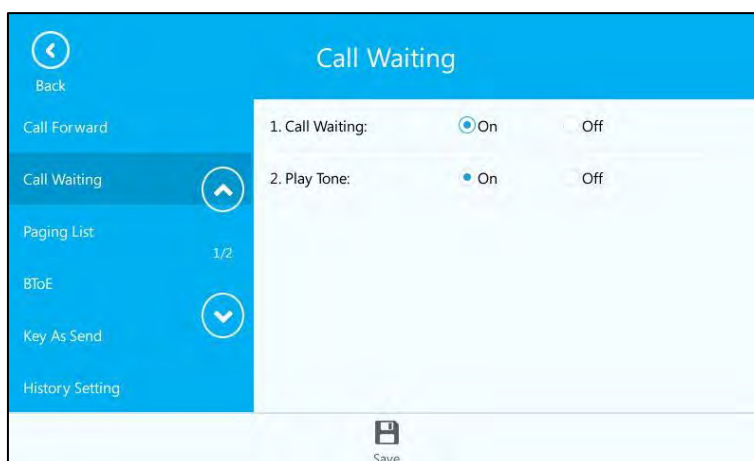 Call Waiting
Back
Call Forward
Call Waiting
Paging List
1/2
BToE
Key As Send
History Setting
1. Call Waiting: On Off
2. Play Tone: On Off
Save